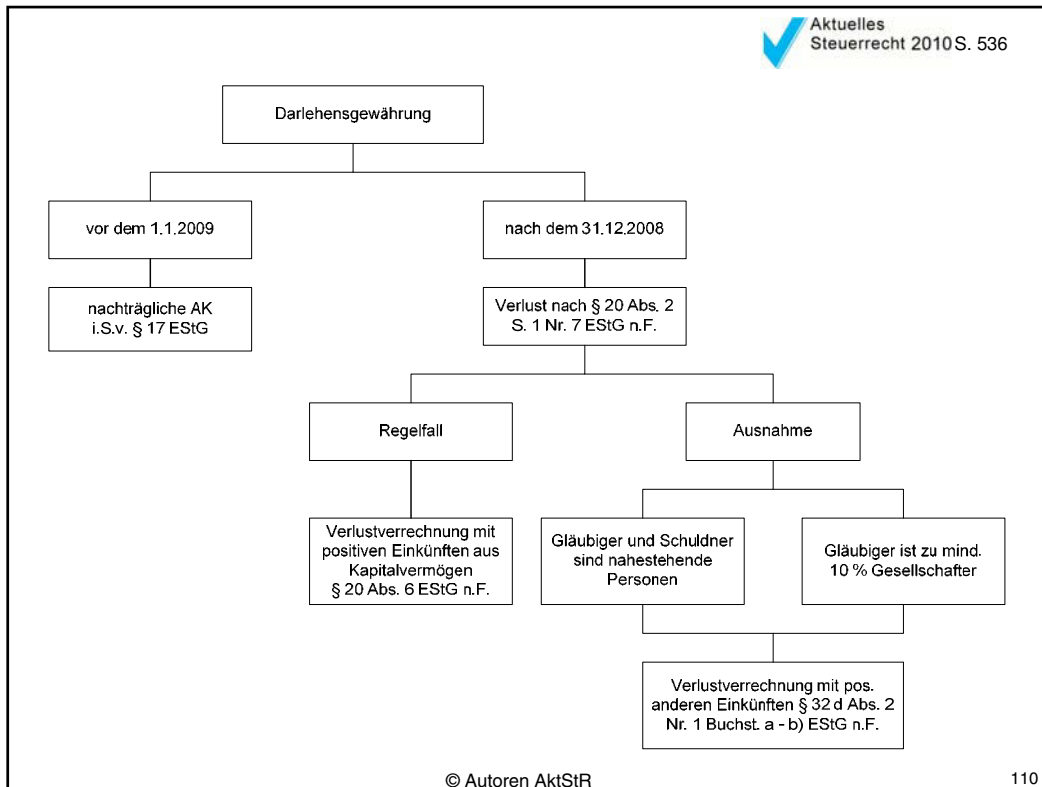 Aktuelles
Steuerrecht 2010 S. 536
Darlehensgewährung
vor dem 1.1.2009
nach dem 31.12.2008
nachträgliche AK
i.S.v. § 17 EStG
Verlust nach § 20 Abs. 2
S. 1 Nr. 7 EStG n.F.
Regelfall
Ausnahme
Verlustverrechnung mit
positiven Einkünften aus
Kapitalvermögen
§ 20 Abs. 6 EStG n.F.
Gläubiger und Schuldner
sind nahestehende
Personen
Gläubiger ist zu mind.
10 % Gesellschafter
Verlustverrechnung mit pos.
anderen Einkünften § 32 d Abs. 2
Nr. 1 Buchst. a - b) EStG n.F.
© Autoren AktStR
110